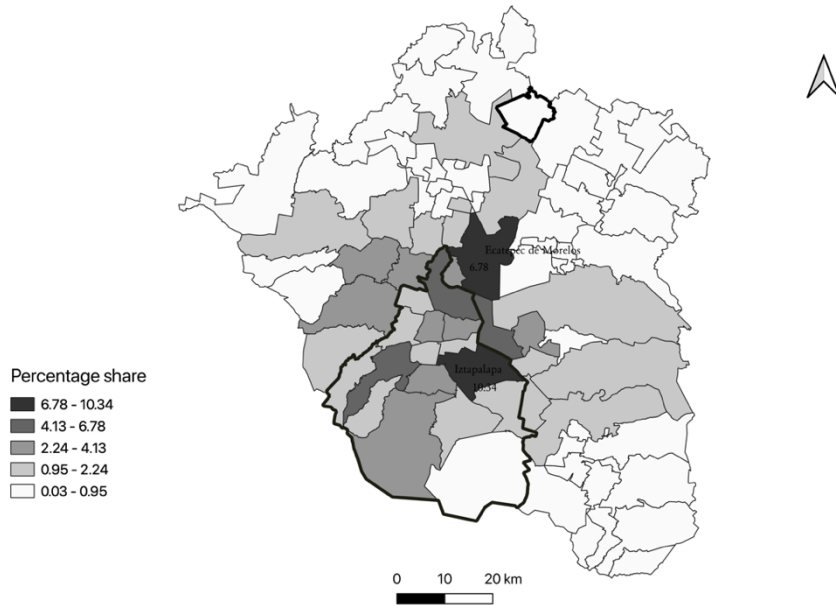 Ecatepec de Morelos
6.78
Iztapalapa
10.34
Percentage share
6.78 - 10.34
4.13 - 6.78
2.24 - 4.13
0.95 - 2.24
0.03 - 0.95
0 10 20 km